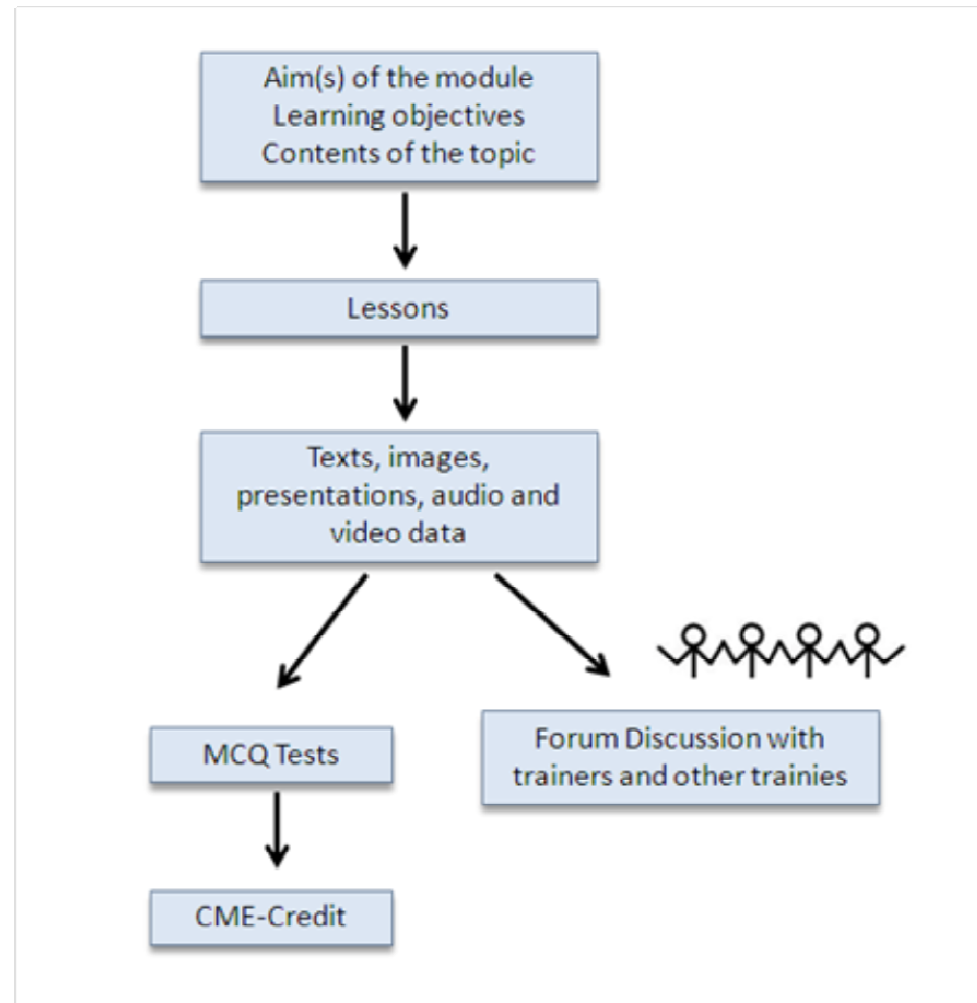 Aim(s) of the module
Learning objectives
Contents of the topic
Lessons
Texts, images,
presentations, audio and
video data
MCQ Tests
Forum Discussion with
trainers and other trainies
CME-Credit